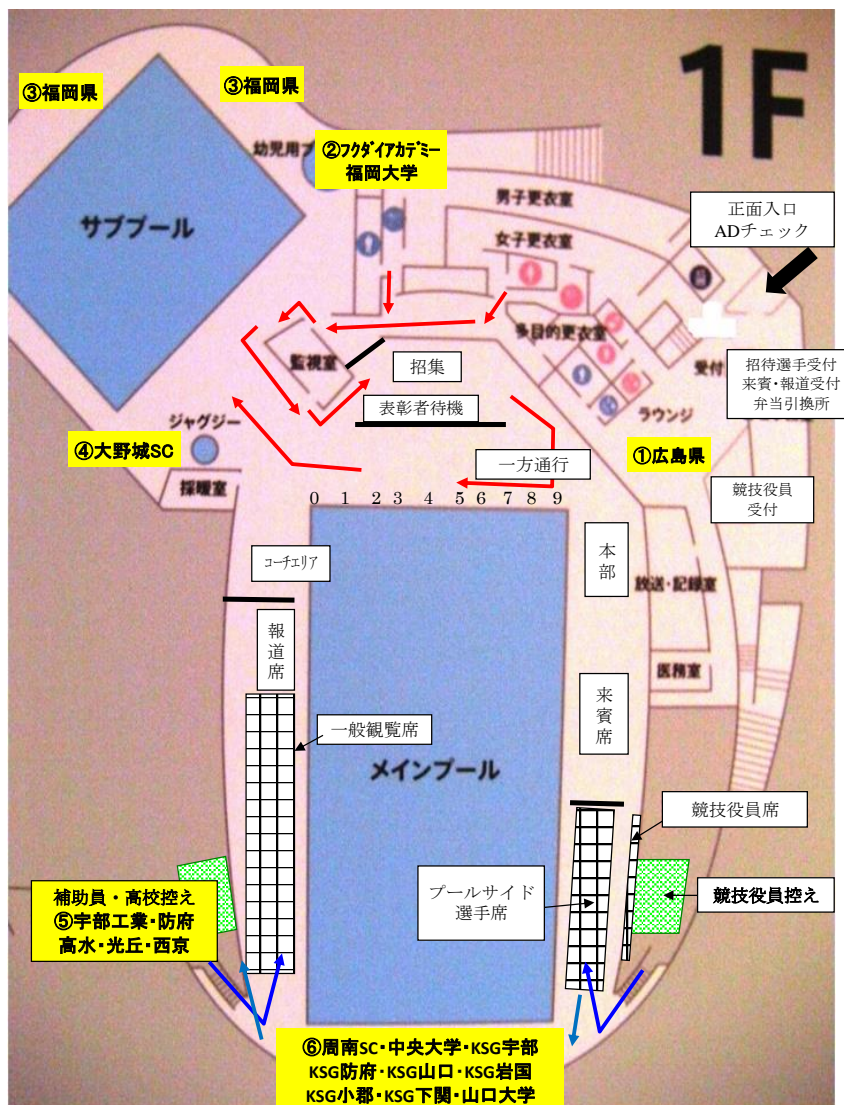 1F
③福岡県
③福岡県
幼児用プ
②フクダイアカデミー
福岡大学
男子更衣室
女子更衣室
正面入口
ADチェック
サブプール
多目的更衣室
監視室
招集
受付
招待選手受付
来賓・報道受付
弁当引換所
表彰者待機
ラウンジ
ジャグジー
④大野城SC
一方通行
①広島県
採暖室
競技役員
受付
0 1 2 3 4 5 6 7 8 9
コーチエリア
本部
放送・記録室
報道席
医務室
来賓席
一般観覧席
メインプール
競技役員席
プールサイド
選手席
競技役員控え
補助員・高校控え
⑤宇部工業・防府
高水・光丘・西京
⑥周南SC・中央大学・KSG宇部
KSG防府・KSG山口・KSG岩国
KSG小郡・KSG下関・山口大学